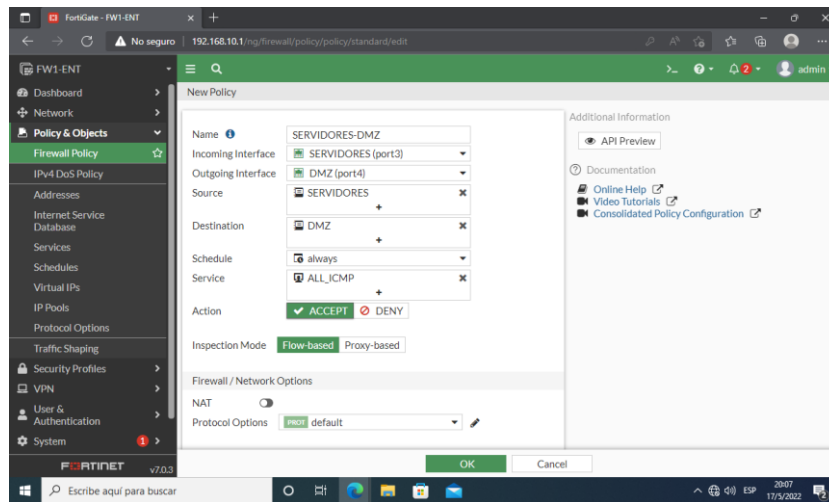 FortiGate - FW1-ENT
No seguro
192.168.10.1/ng/firewall/policy/policy/standard/edit
FW1-ENT
>_
2
admin
Dashboard
Network
Policy & Objects
Firewall Policy
IPv4 DoS Policy
Addresses
Internet Service
Database
Services
Schedules
Virtual IPs
IP Pools
Protocol Options
Traffic Shaping
Security Profiles
VPN
User &
Authentication
System
1
FORTINET
v7.0.3
New Policy
Name SERVIDORES-DMZ
Incoming Interface SERVIDORES (port3)
Outgoing Interface DMZ (port4)
Source SERVIDORES
+
Destination DMZ
+
Schedule always
Service ALL_ICMP
+
Action ACCEPT DENY
Inspection Mode Flow-based Proxy-based
Firewall / Network Options
NAT
Protocol Options PROT default
OK Cancel
Additional Information
API Preview
Documentation
Online Help
Video Tutorials
Consolidated Policy Configuration
Escribe aquí para buscar
ESP
20:07
17/5/2022